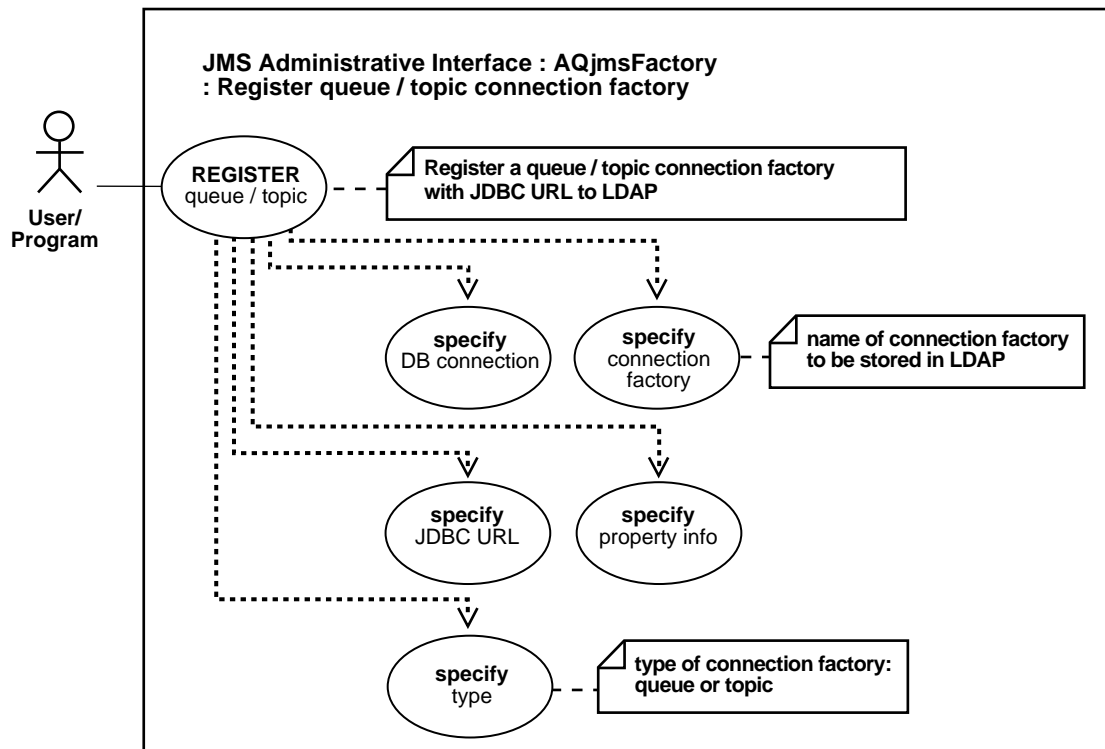 JMS Administrative Interface : AQjmsFactory
: Register queue / topic connection factory
User/
Program
REGISTER
queue / topic
Register a queue / topic connection factory
with JDBC URL to LDAP
specify
DB connection
specify
connection
factory
name of connection factory
to be stored in LDAP
specify
JDBC URL
specify
property info
specify
type
type of connection factory:
queue or topic